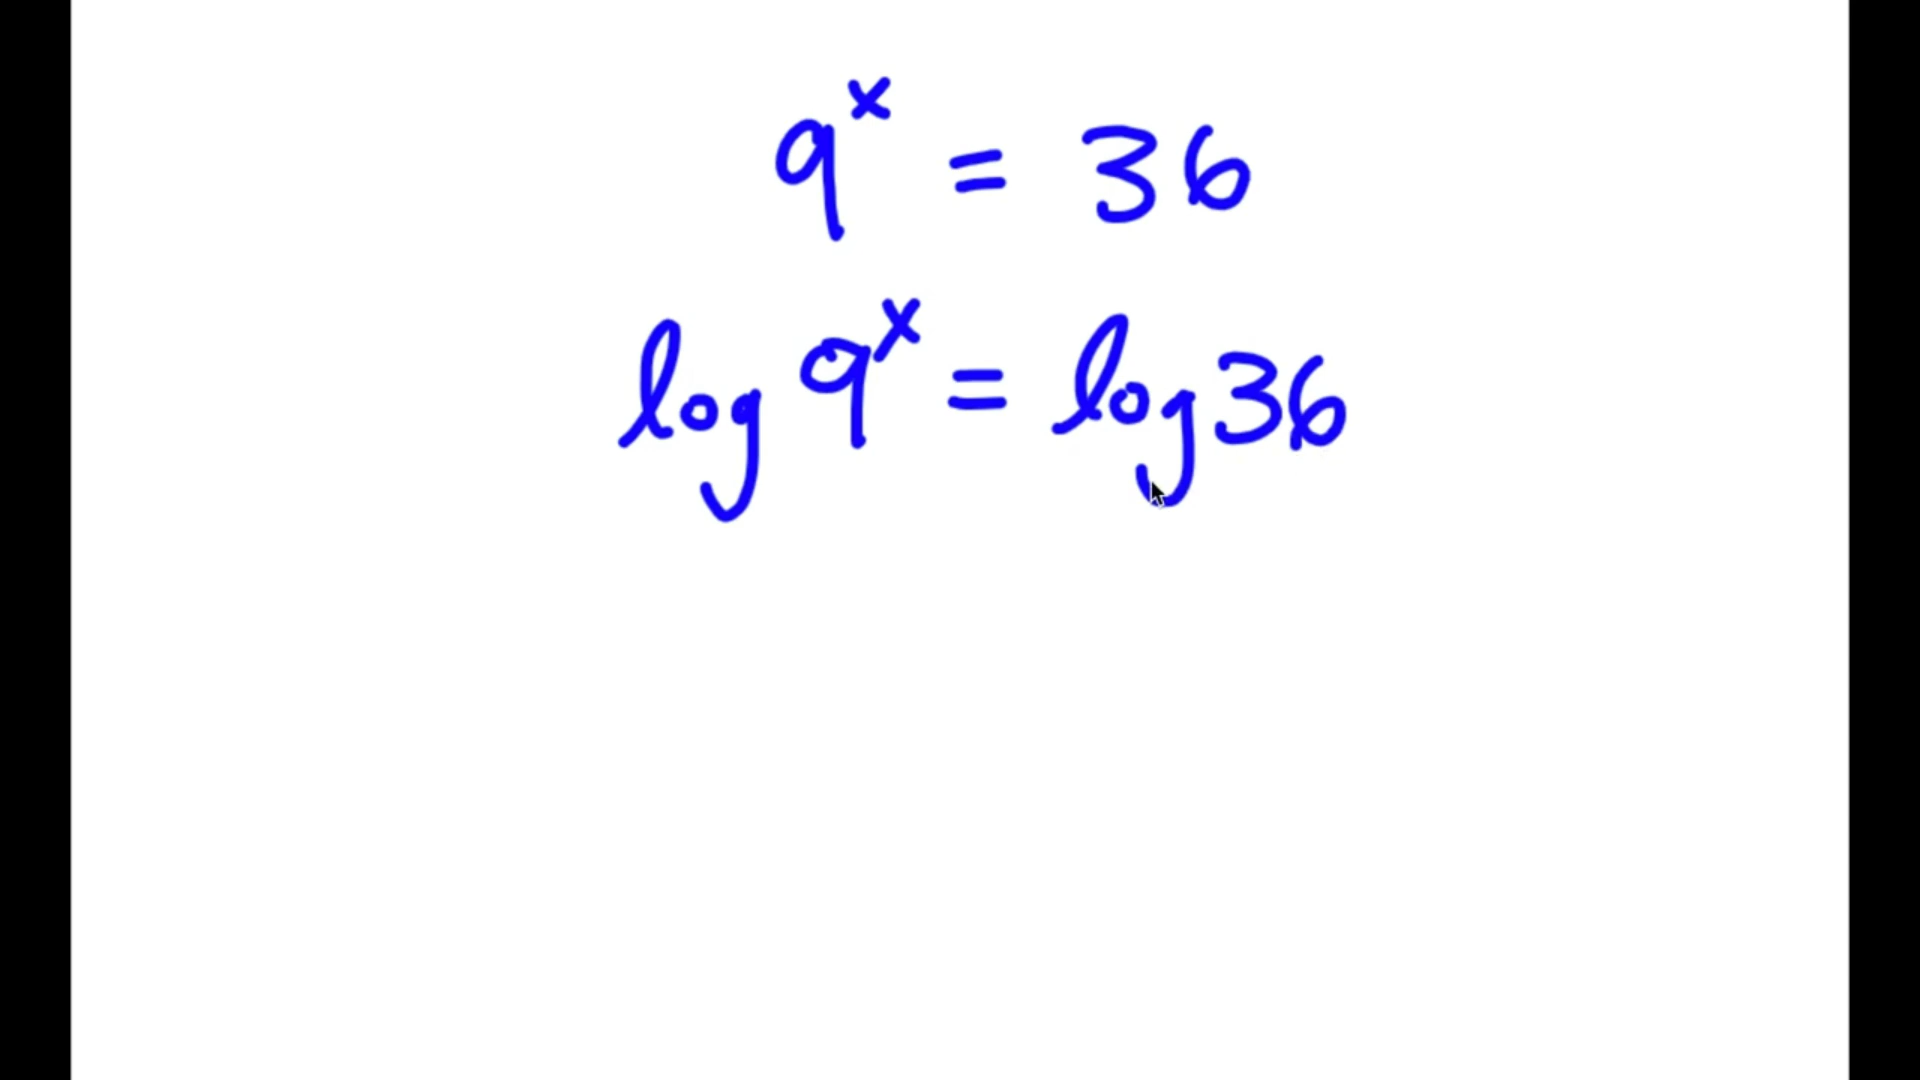 9^x = 36
log 9^x = log 36